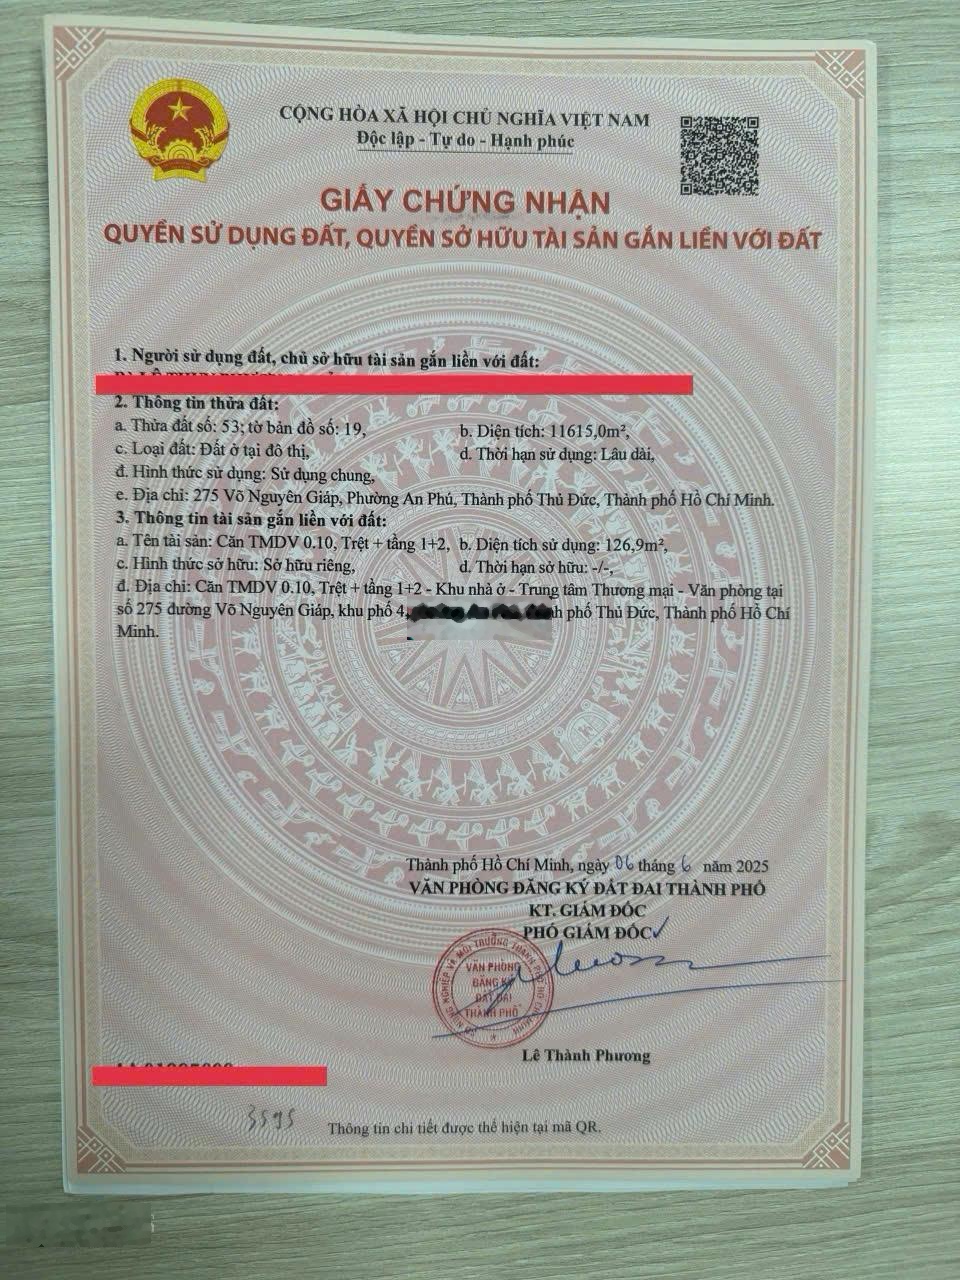 CỘNG HÒA XÃ HỘI CHỦ NGHĨA VIỆT NAM
Độc lập - Tự do - Hạnh phúc
GIẤY CHỨNG NHẬN
QUYỀN SỬ DỤNG ĐẤT, QUYỀN SỞ HỮU TÀI SẢN GẮN LIỀN VỚI ĐẤT
1. Người sử dụng đất, chủ sở hữu tài sản gắn liền với đất:
2. Thông tin thửa đất:
a. Thửa đất số: 53; tờ bản đồ số: 19, b. Diện tích: 11615,0m²,
c. Loại đất: Đất ở tại đô thị, d. Thời hạn sử dụng: Lâu dài,
đ. Hình thức sử dụng: Sử dụng chung,
e. Địa chỉ: 275 Võ Nguyên Giáp, Phường An Phú, Thành phố Thủ Đức, Thành phố Hồ Chí Minh.
3. Thông tin tài sản gắn liền với đất:
a. Tên tài sản: Căn TMDV 0.10, Trệt + tầng 1+2, b. Diện tích sử dụng: 126,9m²,
c. Hình thức sở hữu: Sở hữu riêng, d. Thời hạn sở hữu: -/-,
đ. Địa chỉ: Căn TMDV 0.10, Trệt + tầng 1+2 - Khu nhà ở - Trung tâm Thương mại - Văn phòng tại
số 275 đường Võ Nguyên Giáp, khu phố 4, phố Thủ Đức, Thành phố Hồ Chí
Minh.
Thành phố Hồ Chí Minh, ngày 06 tháng 6 năm 2025
VĂN PHÒNG ĐĂNG KÝ ĐẤT ĐAI THÀNH PHỐ
KT. GIÁM ĐỐC
PHÓ GIÁM ĐỐC
VĂN PHÒNG
ĐĂNG KÝ
ĐẤT ĐAI
THÀNH PHỐ
Lê Thành Phương
3595
Thông tin chi tiết được thể hiện tại mã QR.